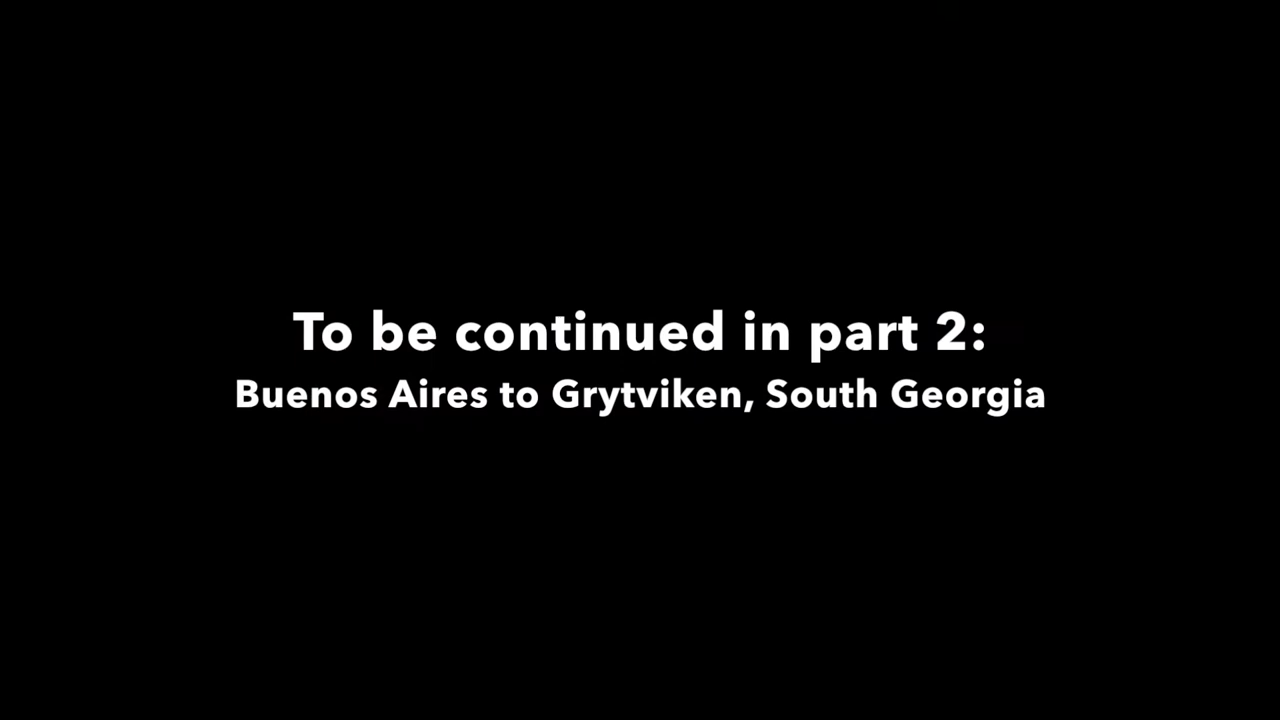 To be continued in part 2:
Buenos Aires to Grytviken, South Georgia